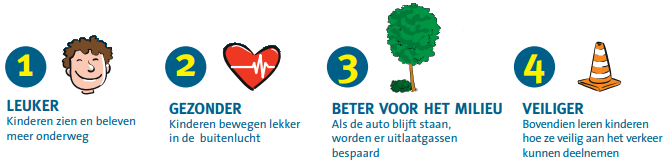 1
LEUKER
Kinderen zien en beleven
meer onderweg
2
GEZONDER
Kinderen bewegen lekker
in de buitenlucht
3
BETER VOOR HET MILIEU
Als de auto blijft staan,
worden er uitlaatgassen
bespaard
4
VEILIGER
Bovendien leren kinderen
hoe ze veilig aan het verkeer
kunnen deelnemen